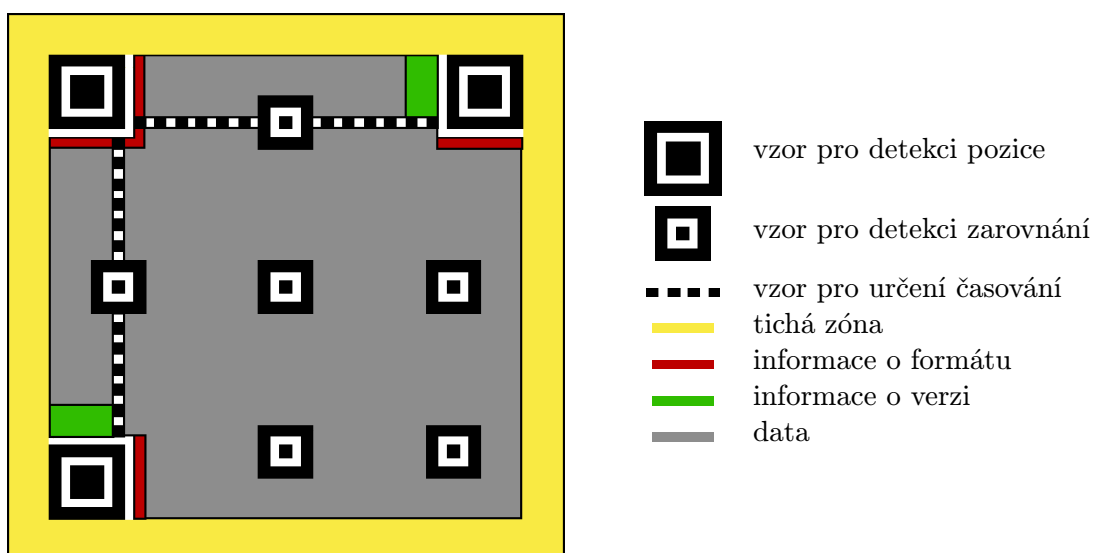 vzor pro detekci pozice
vzor pro detekci zarovnání
vzor pro určení časování
tichá zóna
informace o formátu
informace o verzi
data